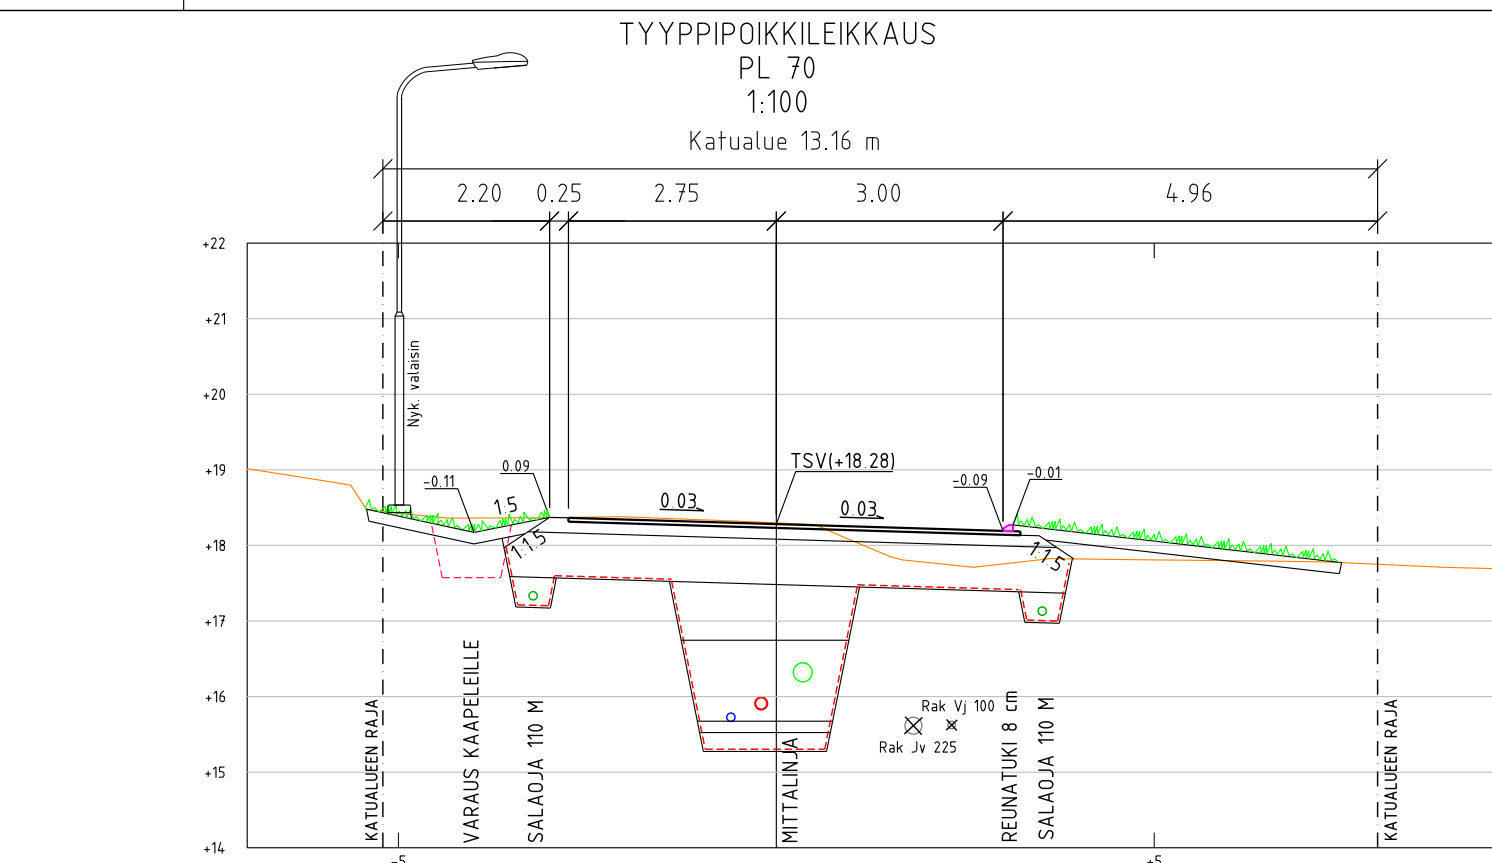 TYYPPIPOIKKILEIKKAUS
PL 70
1:100
Katualue 13.16 m
2.20 0.25 2.75 3.00 4.96
+22
+21
+20
+19
+18
+17
+16
+15
+14
Nyk. valaisin
-0.11
0.09
1:5
1:1.5
0.03
TSV(+18.28)
0.03
-0.09
-0.01
1:1.5
KATUALUEEN RAJA
VARAUS KAAPELEILLE
SALAOJA 110 M
MITTALINJA
Rak Vj 100
Rak Jv 225
REUNATUKI 8 cm
SALAOJA 110 M
KATUALUEEN RAJA
-5
+5